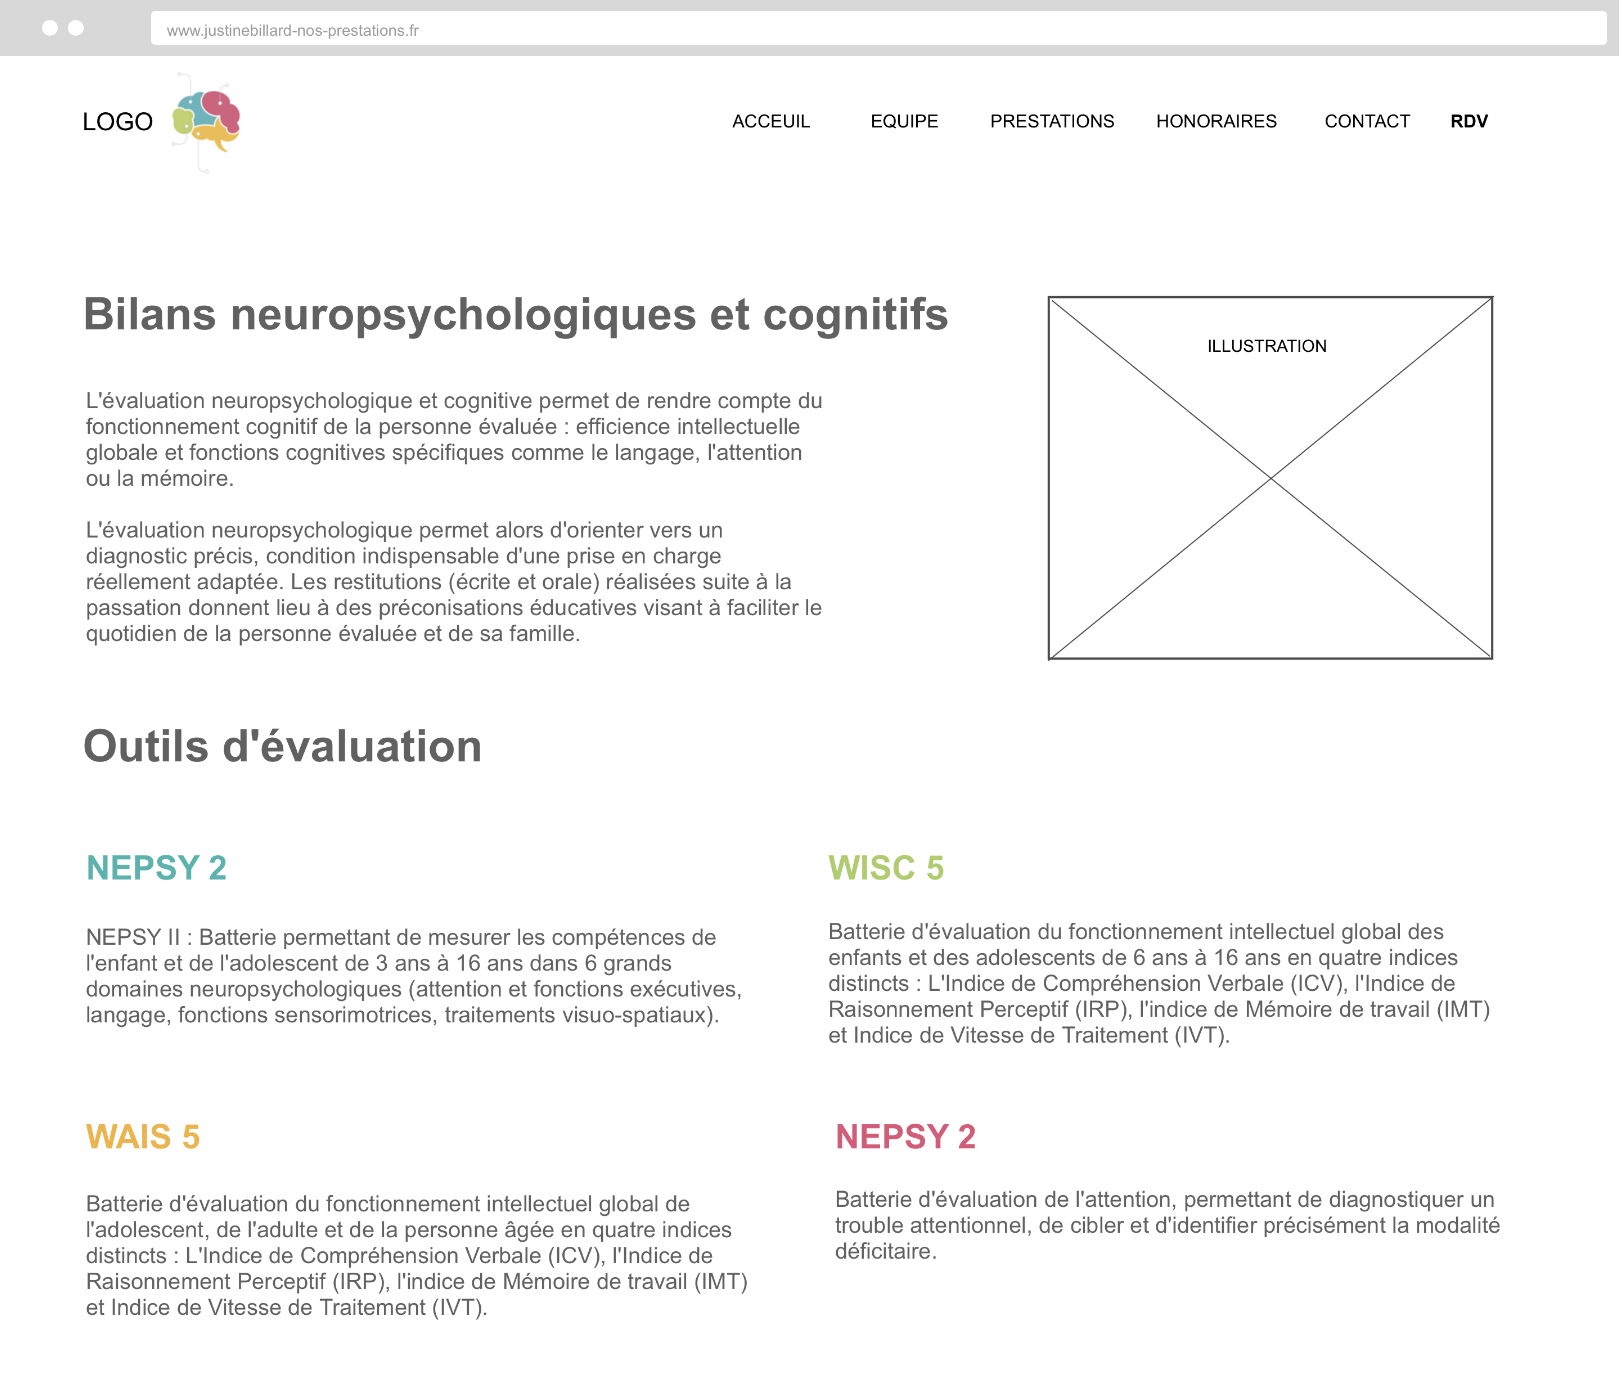 www.justinebillard-nos-prestations.fr
LOGO
ACCEUIL EQUIPE PRESTATIONS HONORAIRES CONTACT RDV
Bilans neuropsychologiques et cognitifs
ILLUSTRATION
L'évaluation neuropsychologique et cognitive permet de rendre compte du
fonctionnement cognitif de la personne évaluée : efficience intellectuelle
globale et fonctions cognitives spécifiques comme le langage, l'attention
ou la mémoire.
L'évaluation neuropsychologique permet alors d'orienter vers un
diagnostic précis, condition indispensable d'une prise en charge
réellement adaptée. Les restitutions (écrite et orale) réalisées suite à la
passation donnent lieu à des préconisations éducatives visant à faciliter le
quotidien de la personne évaluée et de sa famille.
Outils d'évaluation
NEPSY 2
NEPSY II : Batterie permettant de mesurer les compétences de
l'enfant et de l'adolescent de 3 ans à 16 ans dans 6 grands
domaines neuropsychologiques (attention et fonctions exécutives,
langage, fonctions sensorimotrices, traitements visuo-spatiaux).
WISC 5
Batterie d'évaluation du fonctionnement intellectuel global des
enfants et des adolescents de 6 ans à 16 ans en quatre indices
distincts : L'Indice de Compréhension Verbale (ICV), l'Indice de
Raisonnement Perceptif (IRP), l'indice de Mémoire de travail (IMT)
et Indice de Vitesse de Traitement (IVT).
WAIS 5
Batterie d'évaluation du fonctionnement intellectuel global de
l'adolescent, de l'adulte et de la personne âgée en quatre indices
distincts : L'Indice de Compréhension Verbale (ICV), l'Indice de
Raisonnement Perceptif (IRP), l'indice de Mémoire de travail (IMT)
et Indice de Vitesse de Traitement (IVT).
NEPSY 2
Batterie d'évaluation de l'attention, permettant de diagnostiquer un
trouble attentionnel, de cibler et d'identifier précisément la modalité
déficitaire.